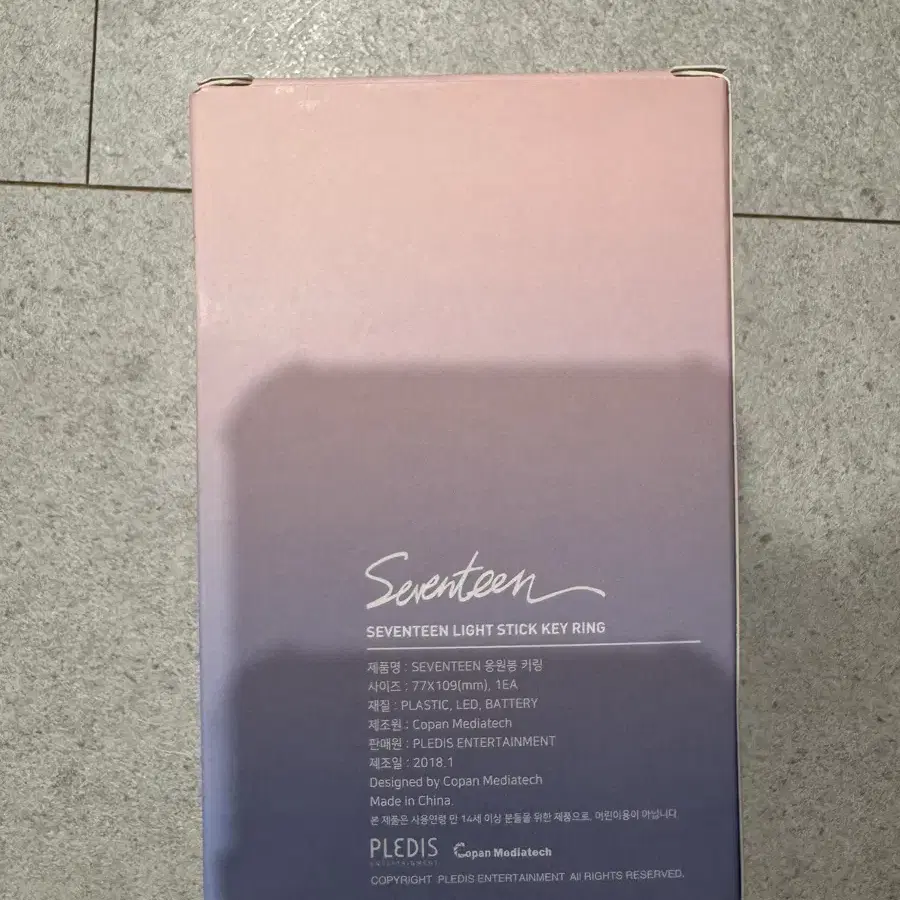 Seventeen
SEVENTEEN LIGHT STICK KEY RING
제품명 : SEVENTEEN 응원봉 키링
사이즈 : 77X109(mm), 1EA
재질 : PLASTIC, LED, BATTERY
제조원 : Copan Mediatech
판매원 : PLEDIS ENTERTAINMENT
제조일 : 2018.1
Designed by Copan Mediatech
Made in China.
본 제품은 사용연령 만 14세 이상 분들을 위한 제품으로, 어린이용이 아닙니다.
PLEDIS Copan Mediatech
ENTERTAINMENT
COPYRIGHT PLEDIS ENTERTAINMENT All RIGHTS RESERVED.